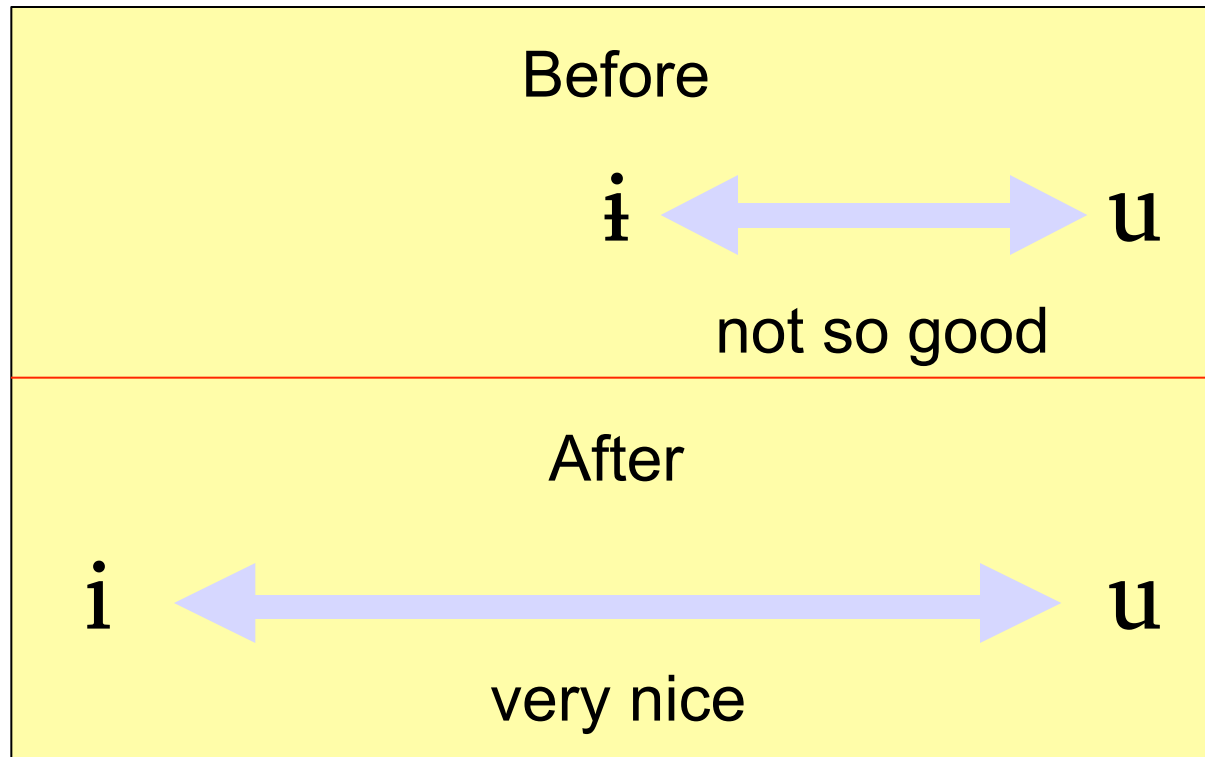 Before
ɨ u
not so good
After
i u
very nice